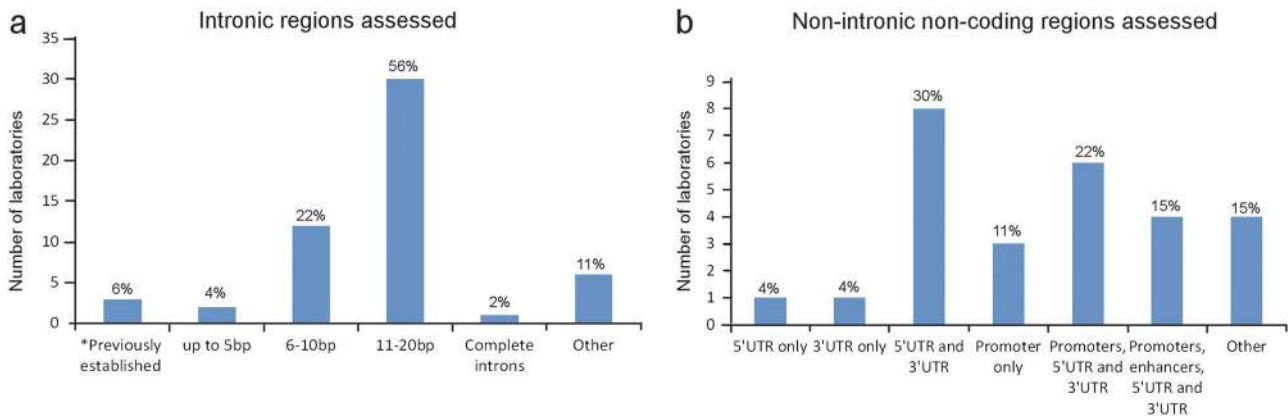 a
Intronic regions assessed
Number of laboratories
35
30
25
20
15
10
5
0
6%
4%
22%
56%
2%
11%
*Previously
established
up to 5bp
6-10bp
11-20bp
Complete
introns
Other
b
Non-intronic non-coding regions assessed
Number of laboratories
9
8
7
6
5
4
3
2
1
0
4%
4%
30%
11%
22%
15%
15%
5'UTR only
3'UTR only
5'UTR and
3'UTR
Promoter
only
Promoters,
5'UTR and
3'UTR
Promoters,
enhancers,
5'UTR and
3'UTR
Other